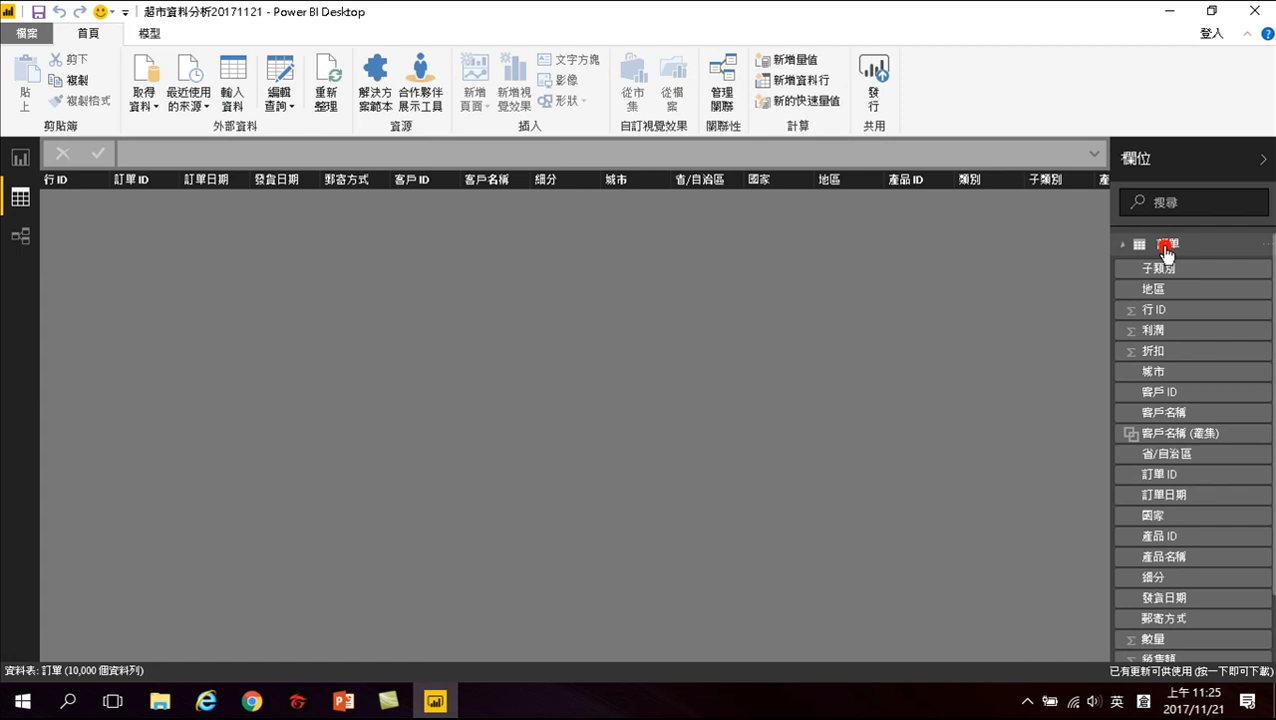 超市資料分析20171121 - Power BI Desktop
檔案 首頁 模型 登入
貼上 剪下 複製 複製格式
取得資料 最近使用的來源 輸入資料 編輯查詢 重新整理
解決方案範本 合作夥伴展示工具
新增頁面 新增視覺效果 文字方塊 影像 形狀
從市集 從檔案
管理關聯
新增量值 新增資料行 新的快速量值
發行
剪貼簿 外部資料 資源 插入 自訂視覺效果 關聯性 計算 共用
行 ID 訂單 ID 訂單日期 發貨日期 郵寄方式 客戶 ID 客戶名稱 細分 城市 省/自治區 國家 地區 產品 ID 類別 子類別 產
欄位
搜尋
子類別
地區
行 ID
利潤
折扣
城市
客戶 ID
客戶名稱
客戶名稱 (叢集)
省/自治區
訂單 ID
訂單日期
國家
產品 ID
產品名稱
細分
發貨日期
郵寄方式
數量
銷售額
資料表: 訂單 (10,000 個資料列)
已有更新可供使用 (按一下即可下載)
英
倉
上午 11:25
2017/11/21